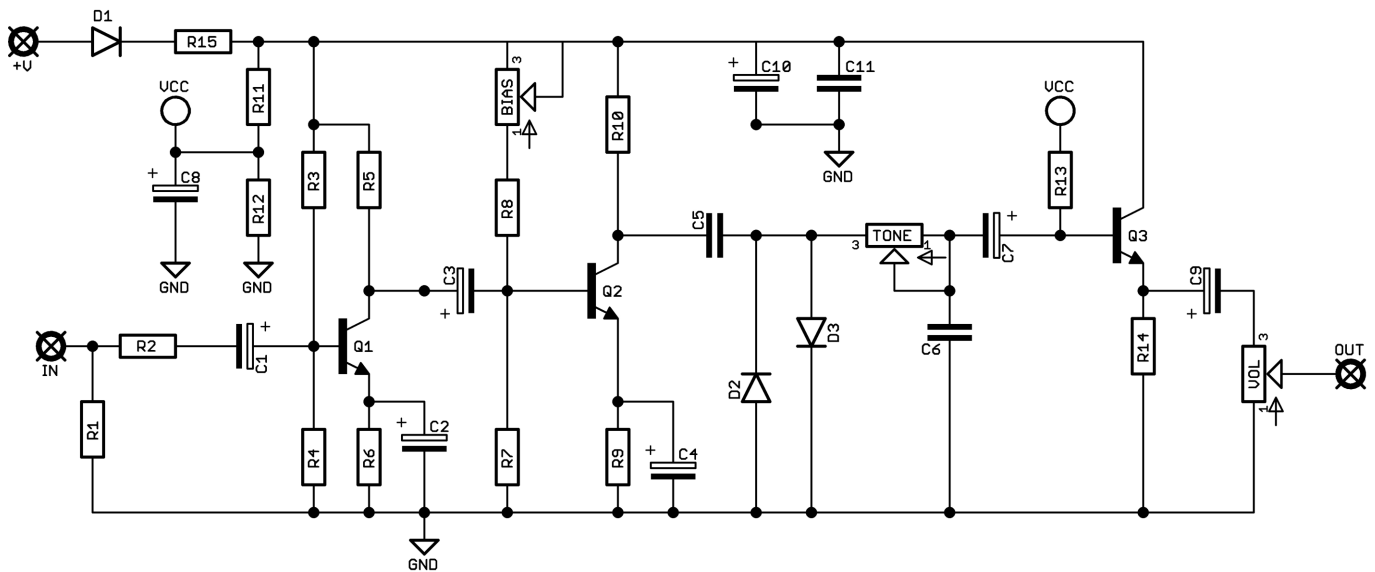 D1
+V
R15
VCC
R11
R12
+ C8
GND
GND
R3
R5
3
BIAS
1
R8
R10
+ C10
C11
GND
VCC
R13
C5
3 TONE 1
+
C7
Q3
C3
+
Q2
IN
R2
+
C1
Q1
D3
C6
D2
R14
C9
+
3
VOL
1
OUT
R1
R4
R6
+ C2
R7
R9
+ C4
GND